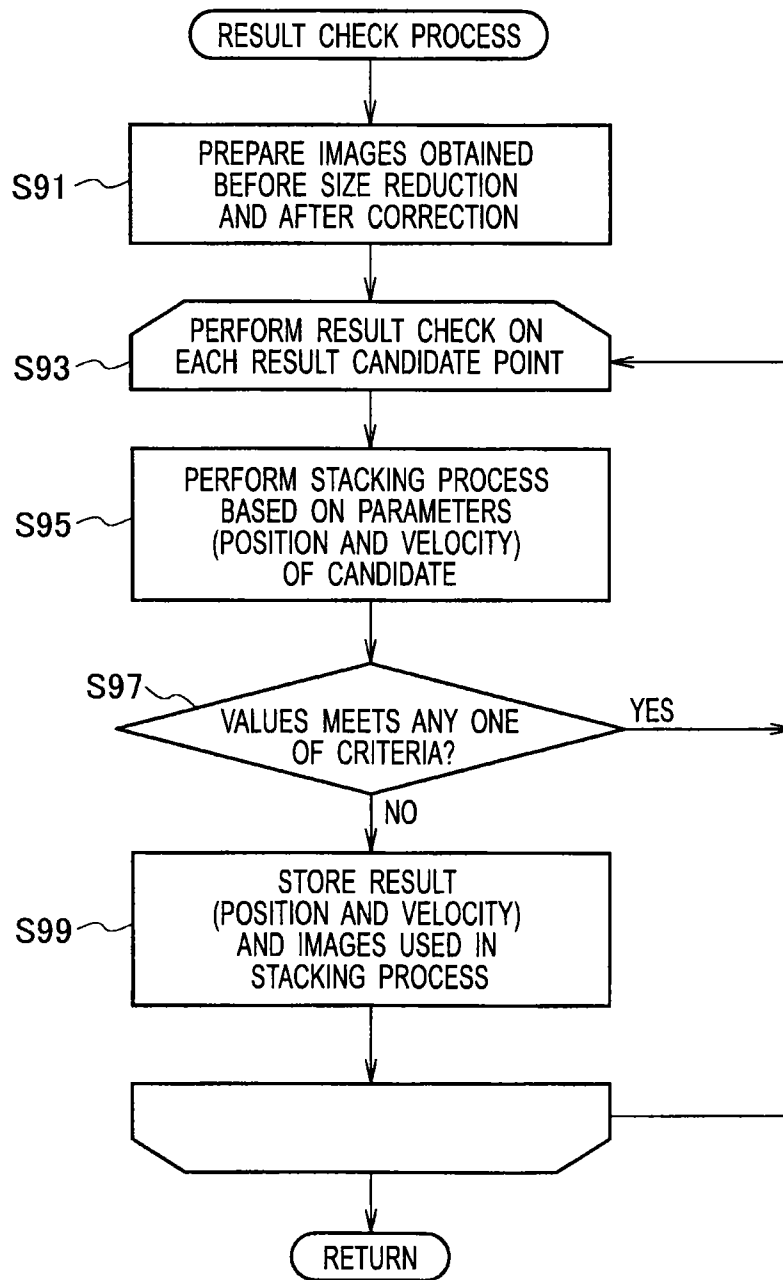 RESULT CHECK PROCESS
S91
PREPARE IMAGES OBTAINED
BEFORE SIZE REDUCTION
AND AFTER CORRECTION
S93
PERFORM RESULT CHECK ON
EACH RESULT CANDIDATE POINT
S95
PERFORM STACKING PROCESS
BASED ON PARAMETERS
(POSITION AND VELOCITY)
OF CANDIDATE
S97
VALUES MEETS ANY ONE
OF CRITERIA?
YES
NO
S99
STORE RESULT
(POSITION AND VELOCITY)
AND IMAGES USED IN
STACKING PROCESS
RETURN